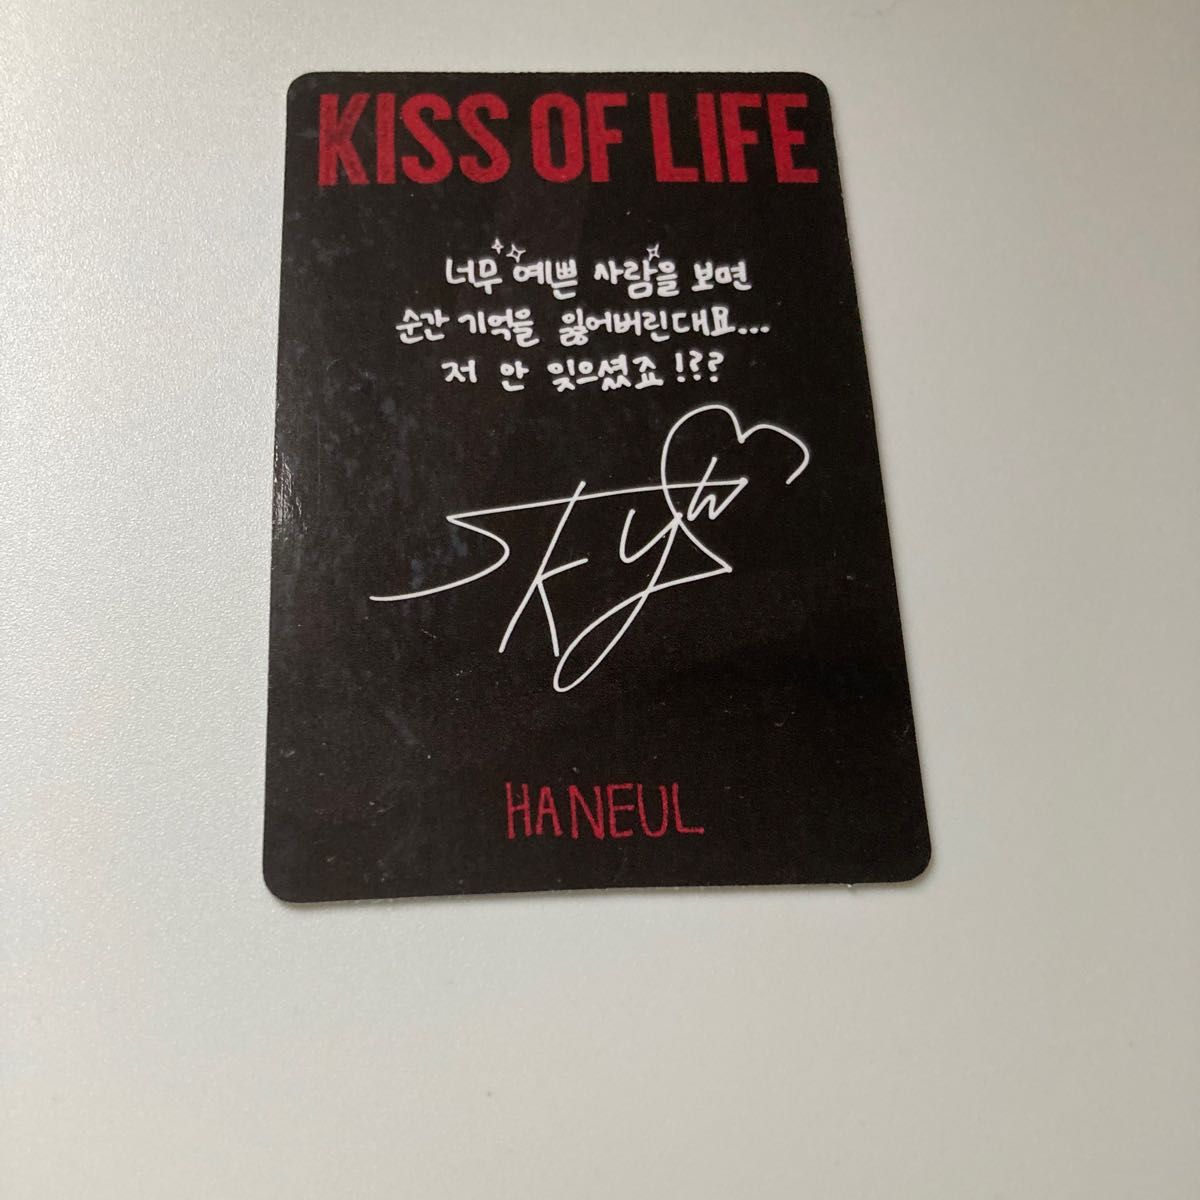 KISS OF LIFE
너무 예쁜 사람을 보면
순간 기억을 잃어버린대요...
저 안 잊으셨죠!??
SKY
HANEUL